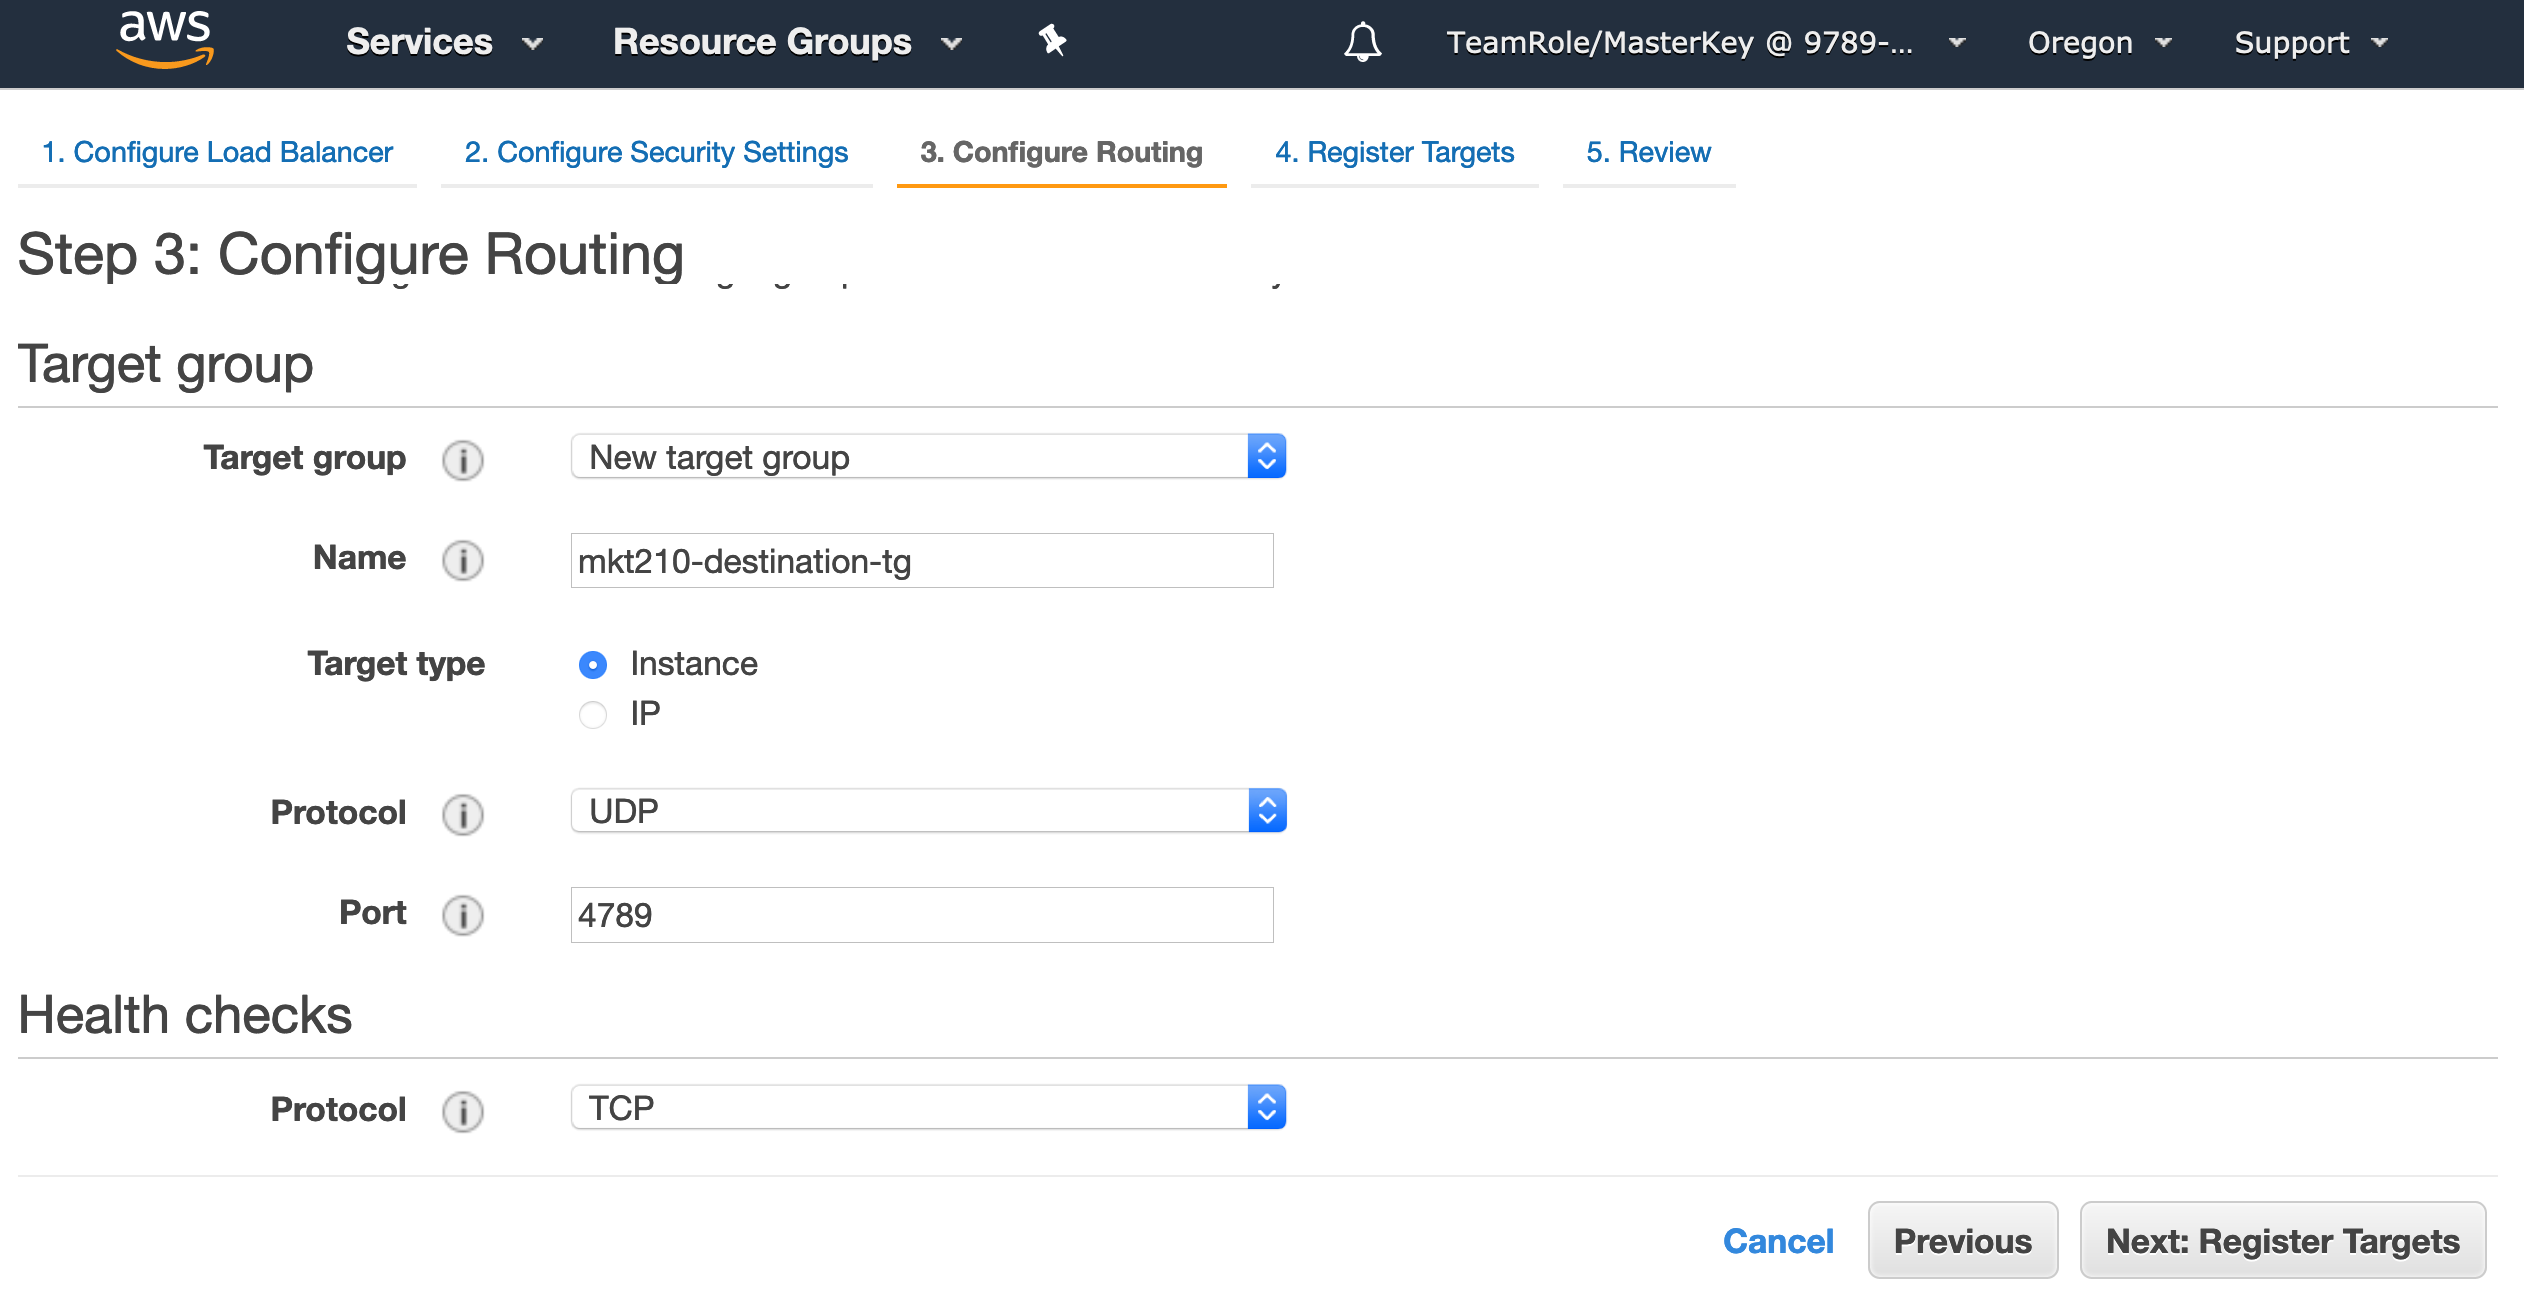 aws Services Resource Groups TeamRole/MasterKey @ 9789-... Oregon Support
1. Configure Load Balancer 2. Configure Security Settings 3. Configure Routing 4. Register Targets 5. Review
Step 3: Configure Routing
Target group
Target group New target group
Name mkt210-destination-tg
Target type Instance
IP
Protocol UDP
Port 4789
Health checks
Protocol TCP
Cancel Previous Next: Register Targets